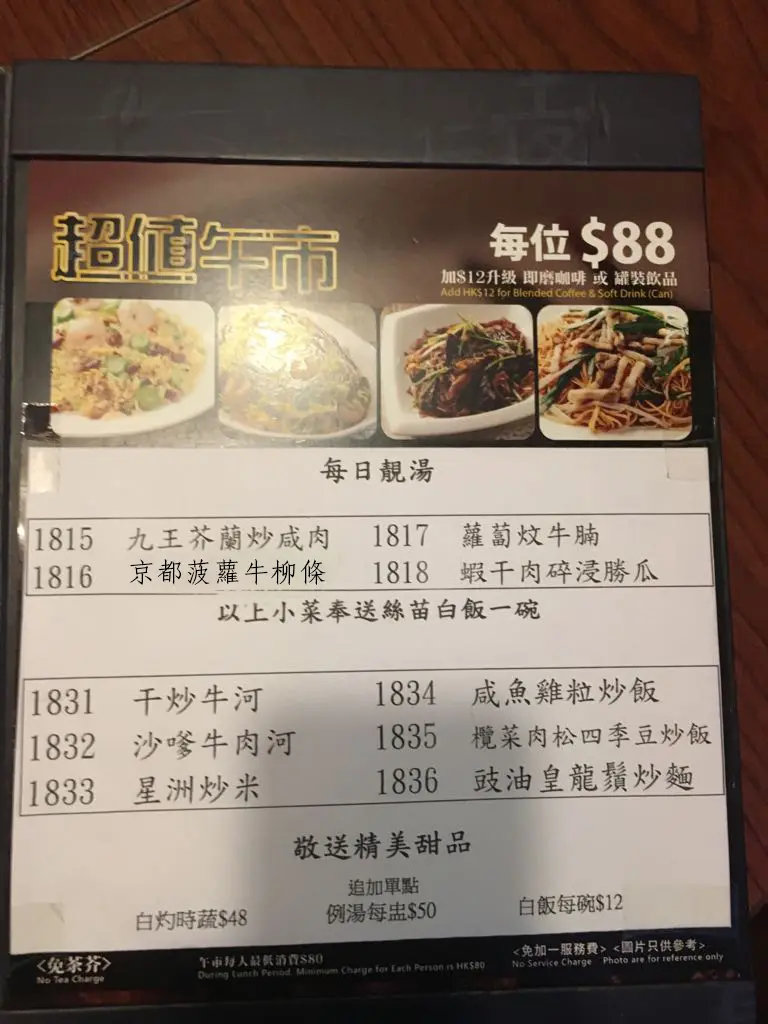 超值午市
每位 $88
加$12升級 即磨咖啡 或 罐裝飲品
Add HK$12 for Blended Coffee & Soft Drink (Can)
每日靚湯
1815 九王芥蘭炒咸肉 1817 蘿蔔炆牛腩
1816 京都菠蘿牛柳條 1818 蝦干肉碎浸勝瓜
以上小菜奉送絲苗白飯一碗
1831 干炒牛河 1834 咸魚雞粒炒飯
1832 沙嗲牛肉河 1835 欖菜肉松四季豆炒飯
1833 星洲炒米 1836 豉油皇龍鬚炒麵
敬送精美甜品
追加單點
白灼時蔬$48 例湯每盅$50 白飯每碗$12
<免茶芥> 午市每人最低消費$80 <免加一服務費> <圖片只供參考>
No Tea Charge During Lunch Period, Minimum Charge for Each Person is HK$80 No Service Charge Photo are for reference only